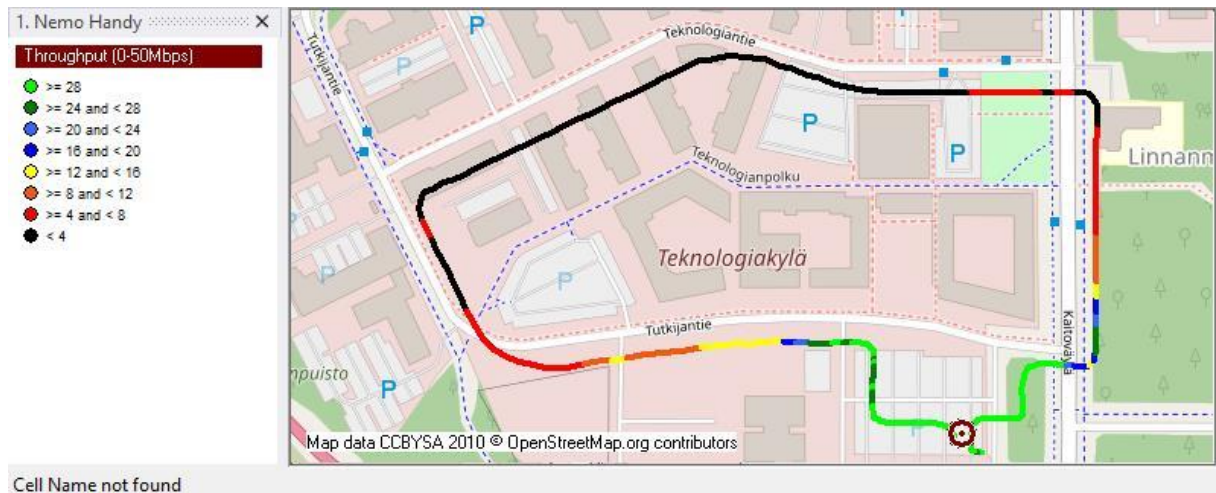 1. Nemo Handy
Throughput (0-50Mbps)
>= 28
>= 24 and < 28
>= 20 and < 24
>= 16 and < 20
>= 12 and < 16
>= 8 and < 12
>= 4 and < 8
< 4
P
Teknologiantie
Tutkijantie
P
P
P
Linnanm
Teknologianpolku
P
Teknologiakylä
P
Tutkijantie
Kaitoväylä
npuisto
P
P
Map data CCBYSA 2010 © OpenStreetMap.org contributors
Cell Name not found